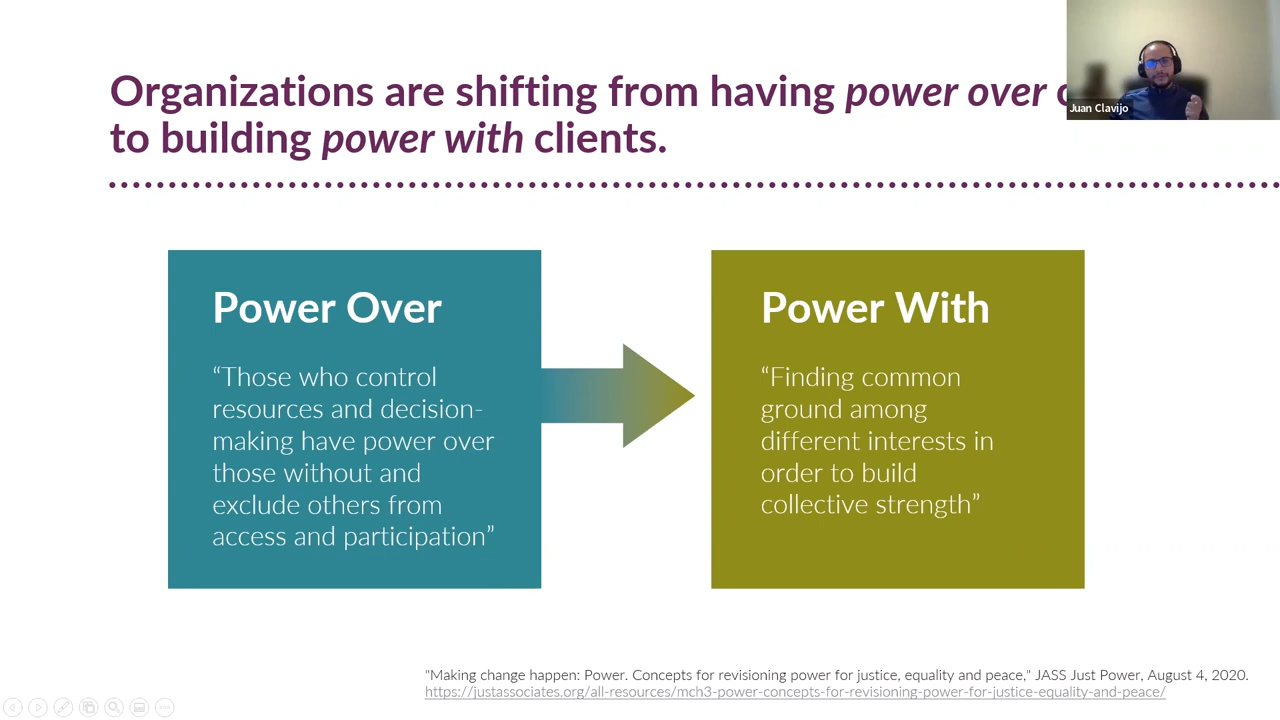 Organizations are shifting from having power over
to building power with clients.
Juan Clavijo
Power Over
“Those who control
resources and decision-
making have power over
those without and
exclude others from
access and participation”
Power With
“Finding common
ground among
different interests in
order to build
collective strength”
"Making change happen: Power. Concepts for revisioning power for justice, equality and peace," JASS Just Power, August 4, 2020.
https://justassociates.org/all-resources/mch3-power-concepts-for-revisioning-power-for-justice-equality-and-peace/